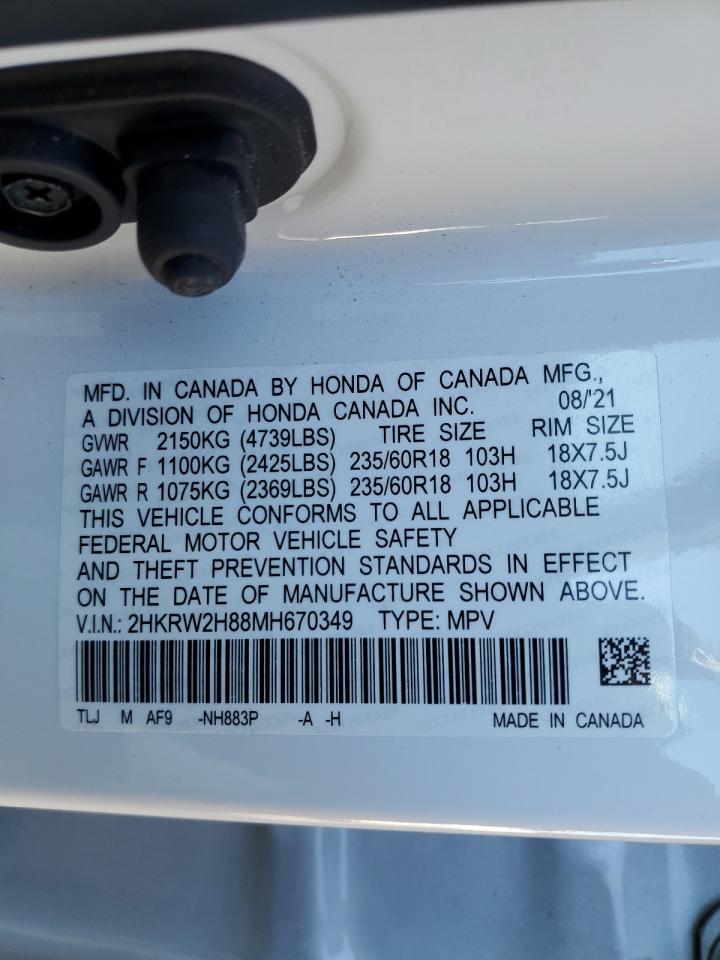 MFD. IN CANADA BY HONDA OF CANADA MFG.,
A DIVISION OF HONDA CANADA INC. 08/'21
GVWR 2150KG (4739LBS) TIRE SIZE RIM SIZE
GAWR F 1100KG (2425LBS) 235/60R18 103H 18X7.5J
GAWR R 1075KG (2369LBS) 235/60R18 103H 18X7.5J
THIS VEHICLE CONFORMS TO ALL APPLICABLE
FEDERAL MOTOR VEHICLE SAFETY
AND THEFT PREVENTION STANDARDS IN EFFECT
ON THE DATE OF MANUFACTURE SHOWN ABOVE.
V.I.N.: 2HKRW2H88MH670349 TYPE: MPV
TLJ M AF9 -NH883P -A -H MADE IN CANADA